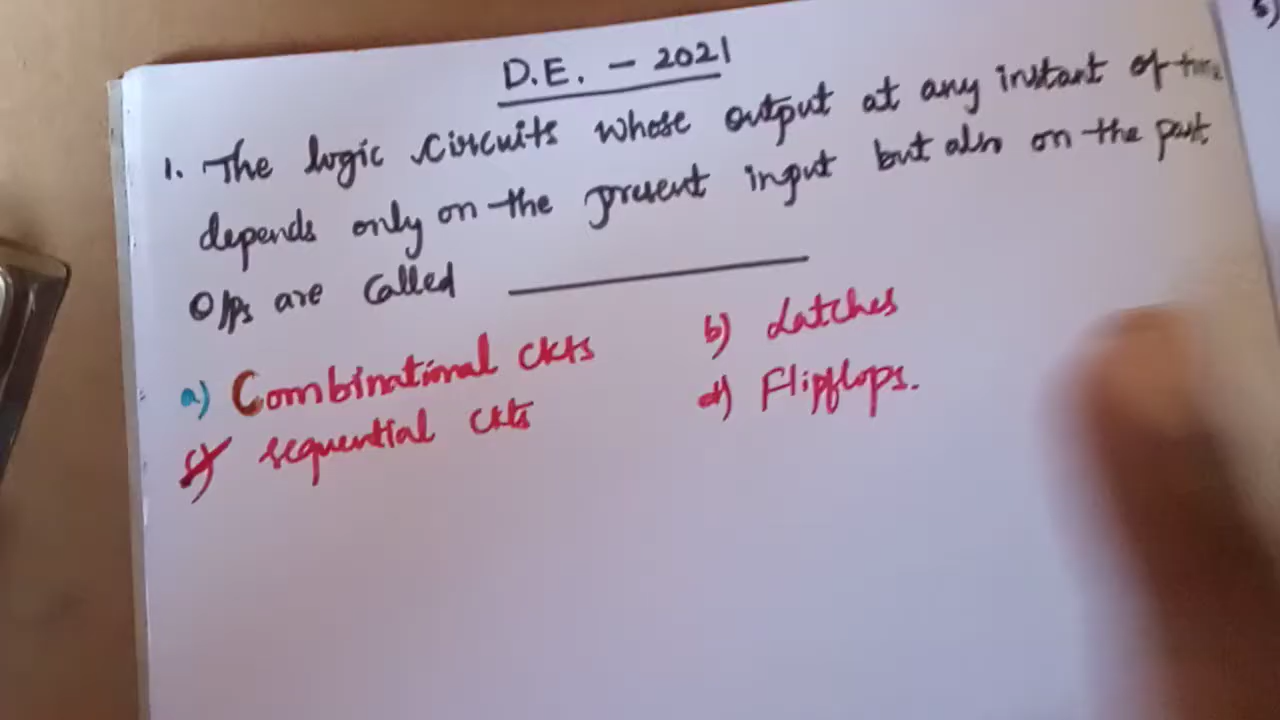 D.E. - 2021
1. The logic circuits whose output at any instant of time
depends only on the present input but also on the past
O/ps are called ___________
a) Combinational ckts b) Latches
c) sequential ckts d) Flipflops.
5)